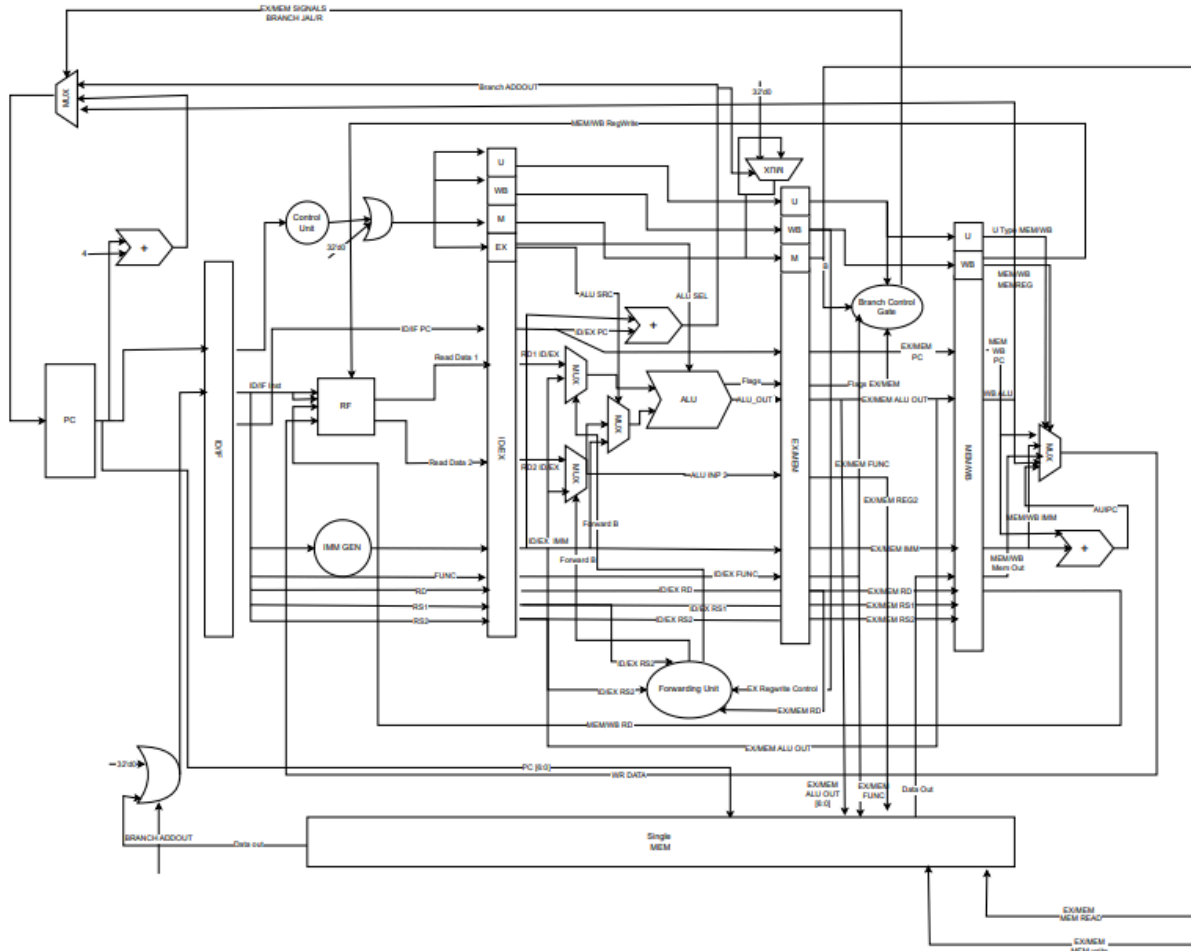 EX/MEM SIGNALS
BRANCH JAL/R
MUX
Branch ADDOUT
32'd0
MEM/WB RegWrite
MUX
U
WB
M
EX
Control
Unit
32'd0
4
+
U
WB
M
B
U
WB
U Type MEM/WB
MEM/WB
MEMREG
Branch Control
Gate
ALU SRC
ALU SEL
+
ID/IF PC
ID/EX PC
EX/MEM
PC
MEM
WB
PC
Read Data 1
RD1 ID/EX
MUX
Flags
Flags EX/MEM
ID/IF Inst
RF
PC
ALU
ALU_OUT
EX/MEM ALU OUT
WB ALU
MUX
MUX
ID/IF
ID/EX
EX/MEM
MEM/WB
Read Data 2
RD2 ID/EX
MUX
ALU INP 2
EX/MEM FUNC
EX/MEM REG2
AUIPC
MEM/WB IMM
Forward B
IMM GEN
ID/EX IMM
EX/MEM IMM
+
Forward B
MEM/WB
Mem Out
FUNC
ID/EX FUNC
RD
ID/EX RD
EX/MEM RD
RS1
ID/EX RS1
EX/MEM RS1
RS2
ID/EX RS2
EX/MEM RS2
ID/EX RS2
ID/EX RS2
Forwarding Unit
EX Regwrite Control
EX/MEM RD
MEM/WB RD
EX/MEM ALU OUT
32'd0
PC [6:0]
WR DATA
EX/MEM
ALU OUT
[6:0]
EX/MEM
FUNC
Data Out
BRANCH ADDOUT
Data out
Single
MEM
EX/MEM
MEM READ
EX/MEM
MEM write